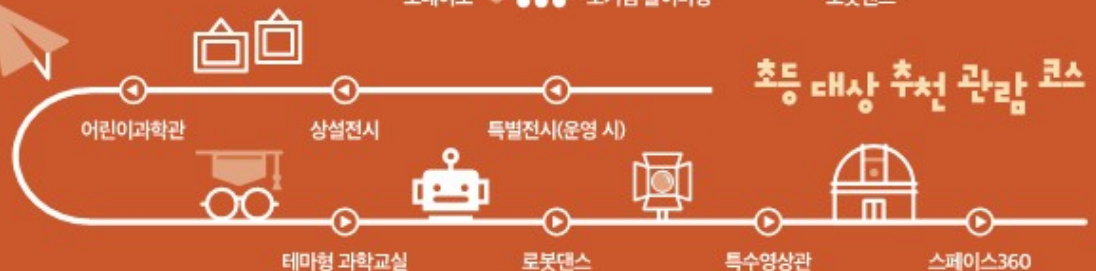 초등 대상 추천 관람 코스
특별전시(운영 시)
상설전시
어린이과학관
테마형 과학교실
로봇댄스
특수영상관
스페이스360